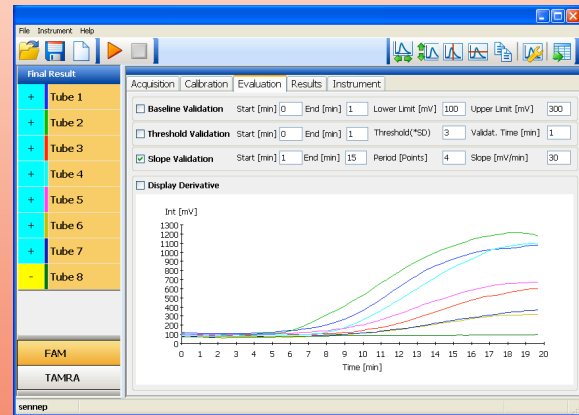 File Instrument Help
Final Result
+ Tube 1
+ Tube 2
+ Tube 3
+ Tube 4
+ Tube 5
+ Tube 6
+ Tube 7
- Tube 8
FAM
TAMRA
Acquisition Calibration Evaluation Results Instrument
Baseline Validation Start [min] 0 End [min] 1 Lower Limit [mV] 100 Upper Limit [mV] 300
Threshold Validation Start [min] 0 End [min] 1 Threshold(*SD) 3 Validat. Time [min] 1
Slope Validation Start [min] 1 End [min] 15 Period [Points] 4 Slope [mV/min] 30
Display Derivative
Int [mV]
1300
1200
1100
1000
900
800
700
600
500
400
300
200
100
0
0 1 2 3 4 5 6 7 8 9 10 11 12 13 14 15 16 17 18 19 20
Time [min]
sennep